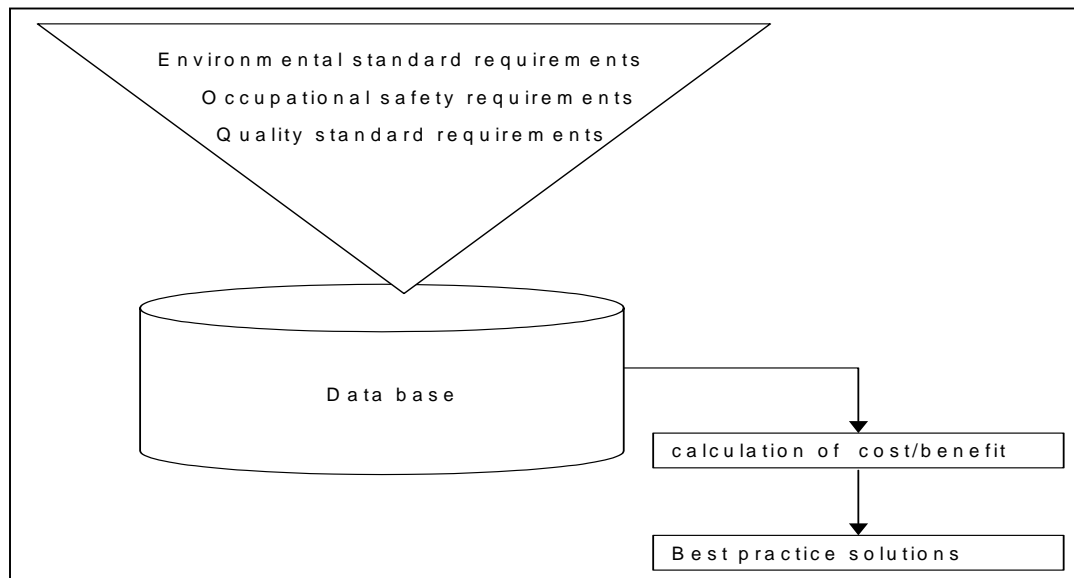 Environmental standard requirements
Occupational safety requirements
Quality standard requirements
Data base
calculation of cost/benefit
Best practice solutions